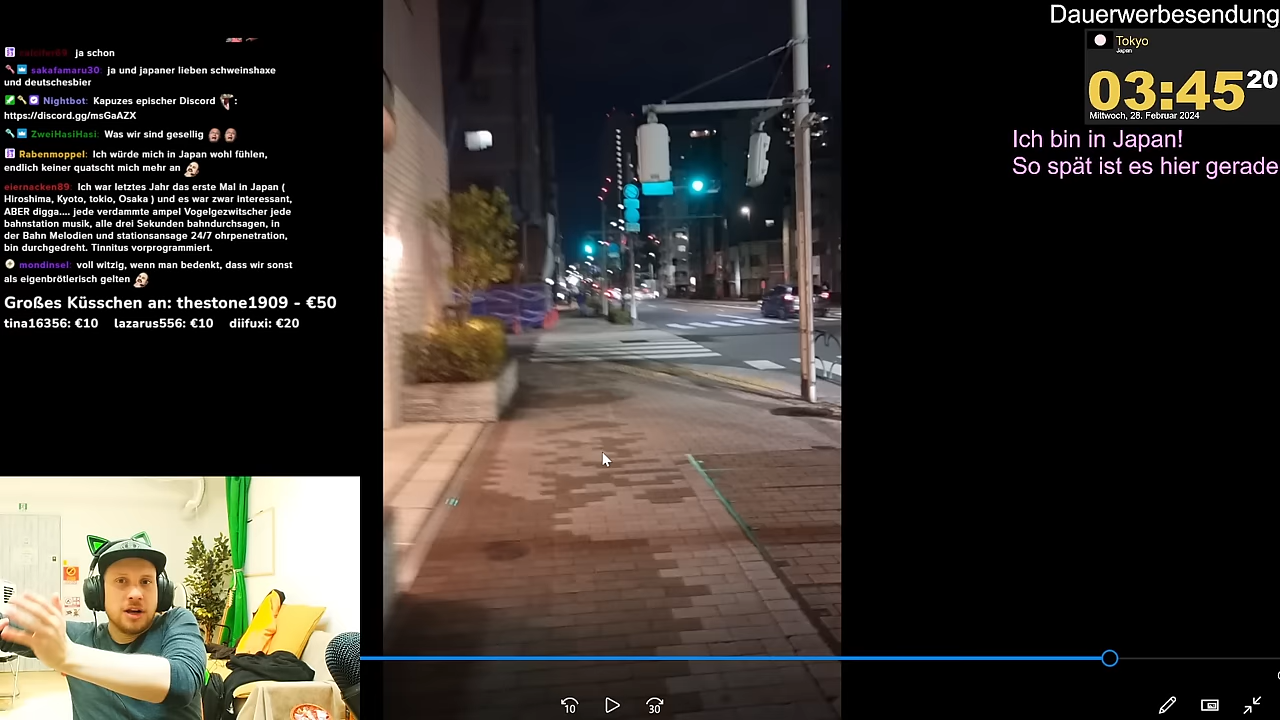 Dauerwerbesendung
Tokyo
Japan
03:45 20
Mittwoch, 28. Februar 2024
Ich bin in Japan!
So spät ist es hier gerade
ja schon
sakafamaru30: ja und japaner lieben schweinshaxe
und deutschesbier
Nightbot: Kapuzes epischer Discord :
https://discord.gg/msGaAZX
ZweiHasiHasi: Was wir sind gesellig
Rabenmoppel: Ich würde mich in Japan wohl fühlen,
endlich keiner quatscht mich mehr an
eiernacken89: Ich war letztes Jahr das erste Mal in Japan (
Hiroshima, Kyoto, tokio, Osaka ) und es war zwar interessant,
ABER digga.... jede verdammte ampel Vogelgezwitscher jede
bahnstation musik, alle drei Sekunden bahndurchsagen, in
der Bahn Melodien und stationsansage 24/7 ohrpenetration,
bin durchgedreht. Tinnitus vorprogrammiert.
mondinsel: voll witzig, wenn man bedenkt, dass wir sonst
als eigenbrötlerisch gelten
Großes Küsschen an: thestone1909 - €50
tina16356: €10 lazarus556: €10 diifuxi: €20
10
30